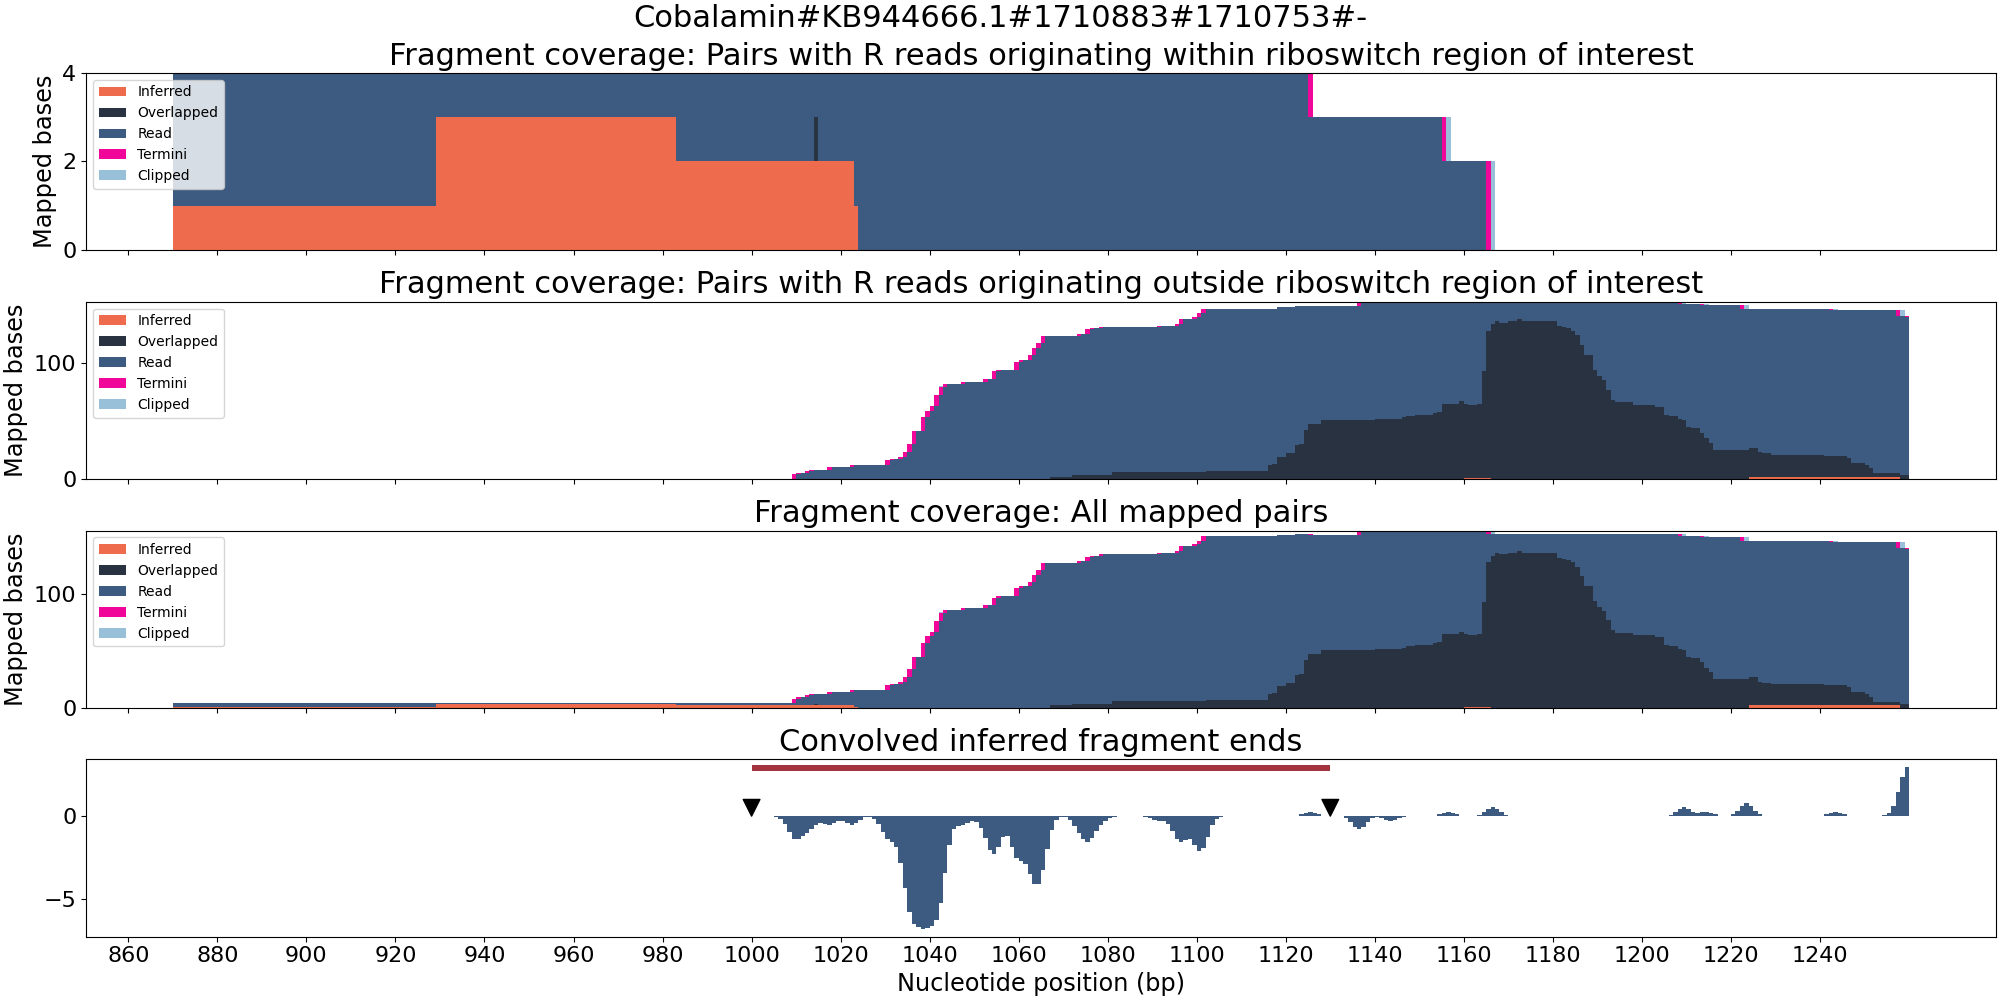 Cobalamin#KB944666.1#1710883#1710753#-
Fragment coverage: Pairs with R reads originating within riboswitch region of interest
Mapped bases
4
2
0
Inferred
Overlapped
Read
Termini
Clipped
Fragment coverage: Pairs with R reads originating outside riboswitch region of interest
Mapped bases
100
0
Inferred
Overlapped
Read
Termini
Clipped
Fragment coverage: All mapped pairs
Mapped bases
100
0
Inferred
Overlapped
Read
Termini
Clipped
Convolved inferred fragment ends
0
−5
860 880 900 920 940 960 980 1000 1020 1040 1060 1080 1100 1120 1140 1160 1180 1200 1220 1240
Nucleotide position (bp)